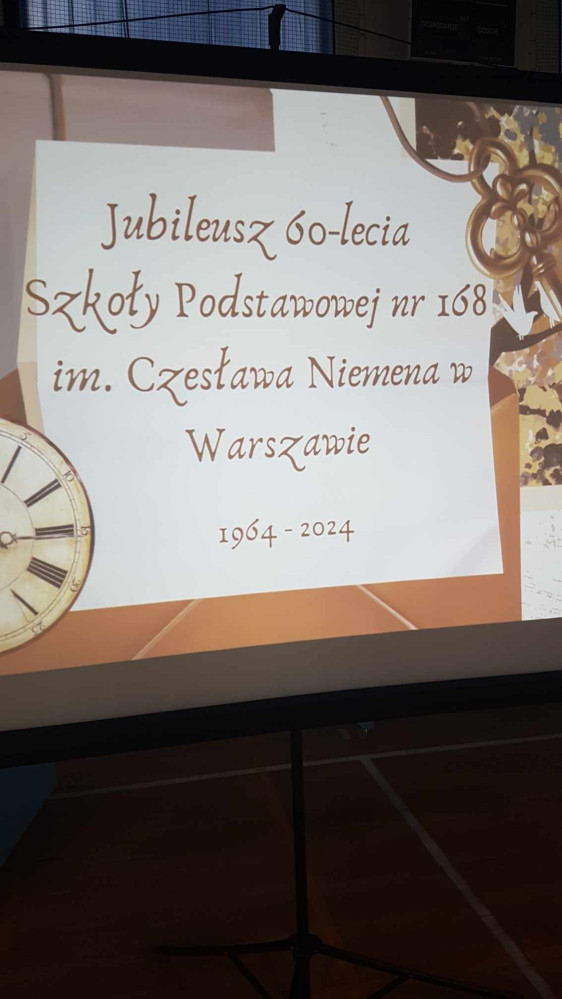 Jubileusz 60-lecia
Szkoły Podstawowej nr 168
im. Czesława Niemena w
Warszawie
1964 - 2024